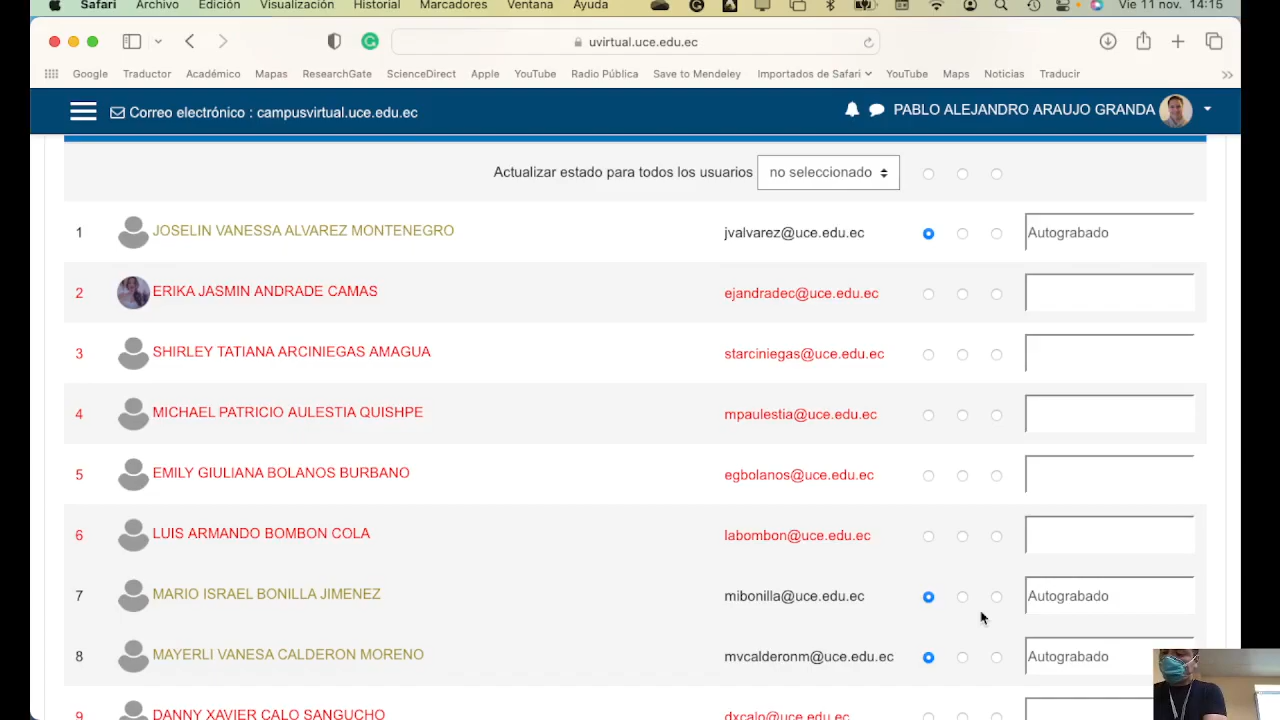 Safari Archivo Edición Visualización Historial Marcadores Ventana Ayuda Vie 11 nov. 14:15
uvirtual.uce.edu.ec
Google Traductor Académico Mapas ResearchGate ScienceDirect Apple YouTube Radio Pública Save to Mendeley Importados de Safari YouTube Maps Noticias Traducir
Correo electrónico : campusvirtual.uce.edu.ec PABLO ALEJANDRO ARAUJO GRANDA
Actualizar estado para todos los usuarios no seleccionado
1 JOSELIN VANESSA ALVAREZ MONTENEGRO jvalvarez@uce.edu.ec Autograbado
2 ERIKA JASMIN ANDRADE CAMAS ejandradec@uce.edu.ec
3 SHIRLEY TATIANA ARCINIEGAS AMAGUA starciniegas@uce.edu.ec
4 MICHAEL PATRICIO AULESTIA QUISHPE mpaulestia@uce.edu.ec
5 EMILY GIULIANA BOLANOS BURBANO egbolanos@uce.edu.ec
6 LUIS ARMANDO BOMBON COLA labombon@uce.edu.ec
7 MARIO ISRAEL BONILLA JIMENEZ mibonilla@uce.edu.ec Autograbado
8 MAYERLI VANESA CALDERON MORENO mvcalderonm@uce.edu.ec Autograbado
9 DANNY XAVIER CALO SANGUCHO dxcalo@uce.edu.ec